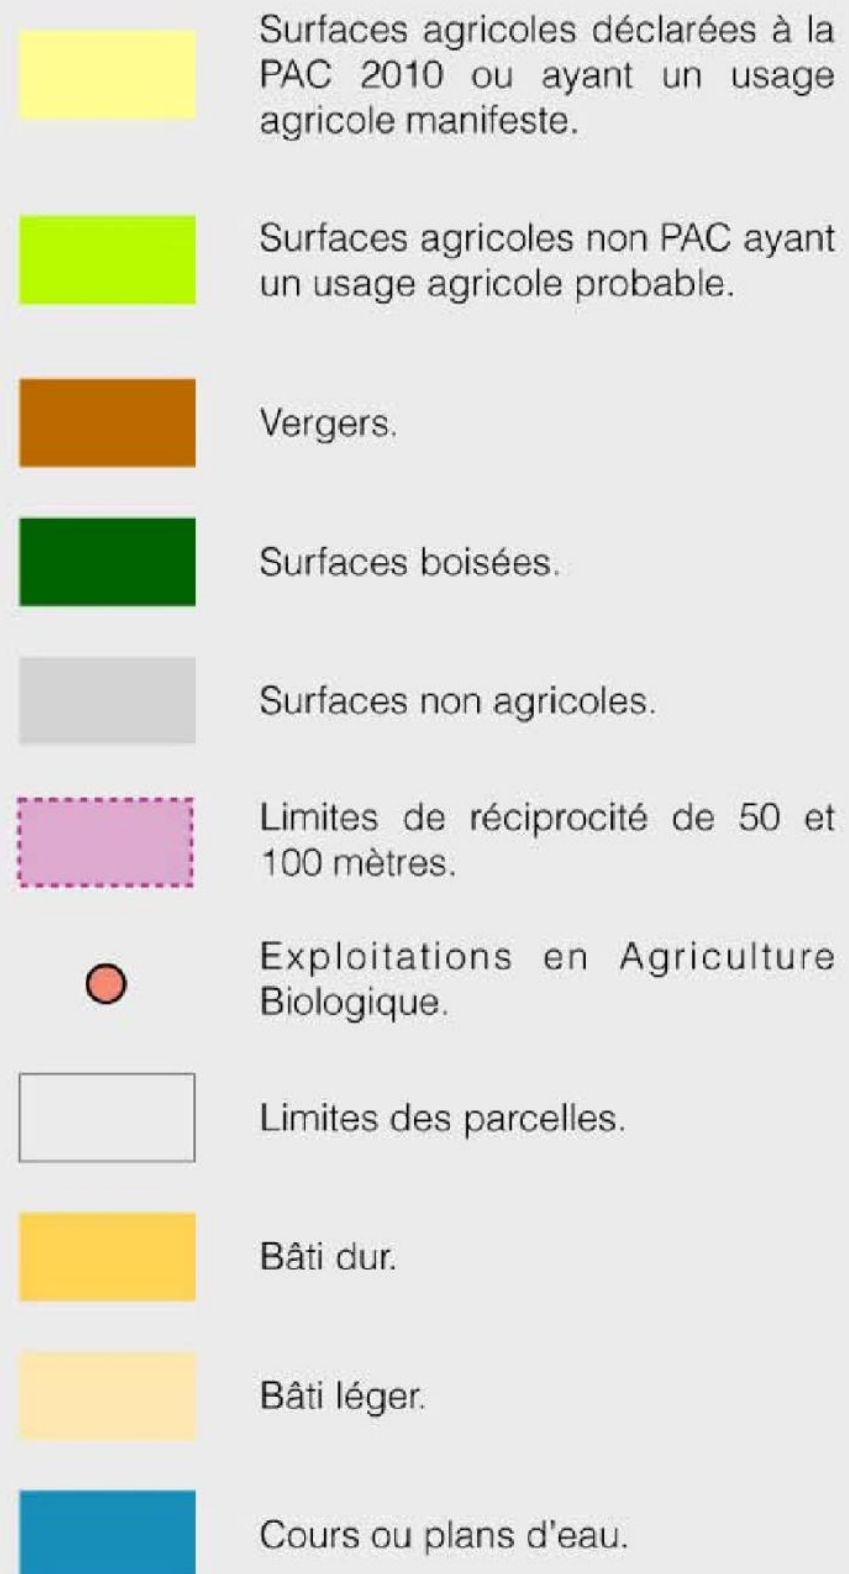 Surfaces agricoles déclarées à la
PAC 2010 ou ayant un usage
agricole manifeste.
Surfaces agricoles non PAC ayant
un usage agricole probable.
Vergers.
Surfaces boisées.
Surfaces non agricoles.
Limites de réciprocité de 50 et
100 mètres.
Exploitations en Agriculture
Biologique.
Limites des parcelles.
Bâti dur.
Bâti léger.
Cours ou plans d'eau.